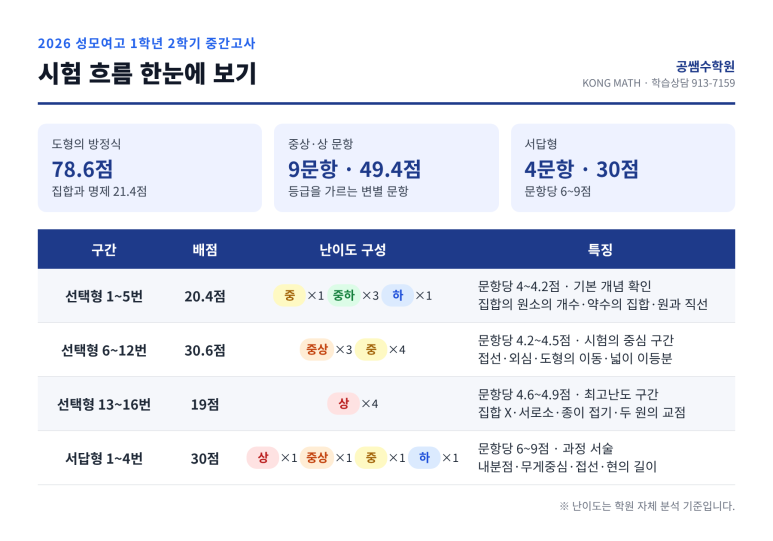 2026 성모여고 1학년 2학기 중간고사
시험 흐름 한눈에 보기
공쌤수학원
KONG MATH · 학습상담 913-7159
도형의 방정식
78.6점
집합과 명제 21.4점
중상·상 문항
9문항 · 49.4점
등급을 가르는 변별 문항
서답형
4문항 · 30점
문항당 6~9점
구간 배점 난이도 구성 특징
선택형 1~5번 20.4점 중 ×1 중하 ×3 하 ×1
문항당 4~4.2점 · 기본 개념 확인
집합의 원소의 개수·약수의 집합·원과 직선
선택형 6~12번 30.6점 중상 ×3 중 ×4
문항당 4.2~4.5점 · 시험의 중심 구간
접선·외심·도형의 이동·넓이 이등분
선택형 13~16번 19점 상 ×4
문항당 4.6~4.9점 · 최고난도 구간
집합 X·서로소·종이 접기·두 원의 교점
서답형 1~4번 30점 상 ×1 중상 ×1 중 ×1 하 ×1
문항당 6~9점 · 과정 서술
내분점·무게중심·접선·현의 길이
※ 난이도는 학원 자체 분석 기준입니다.